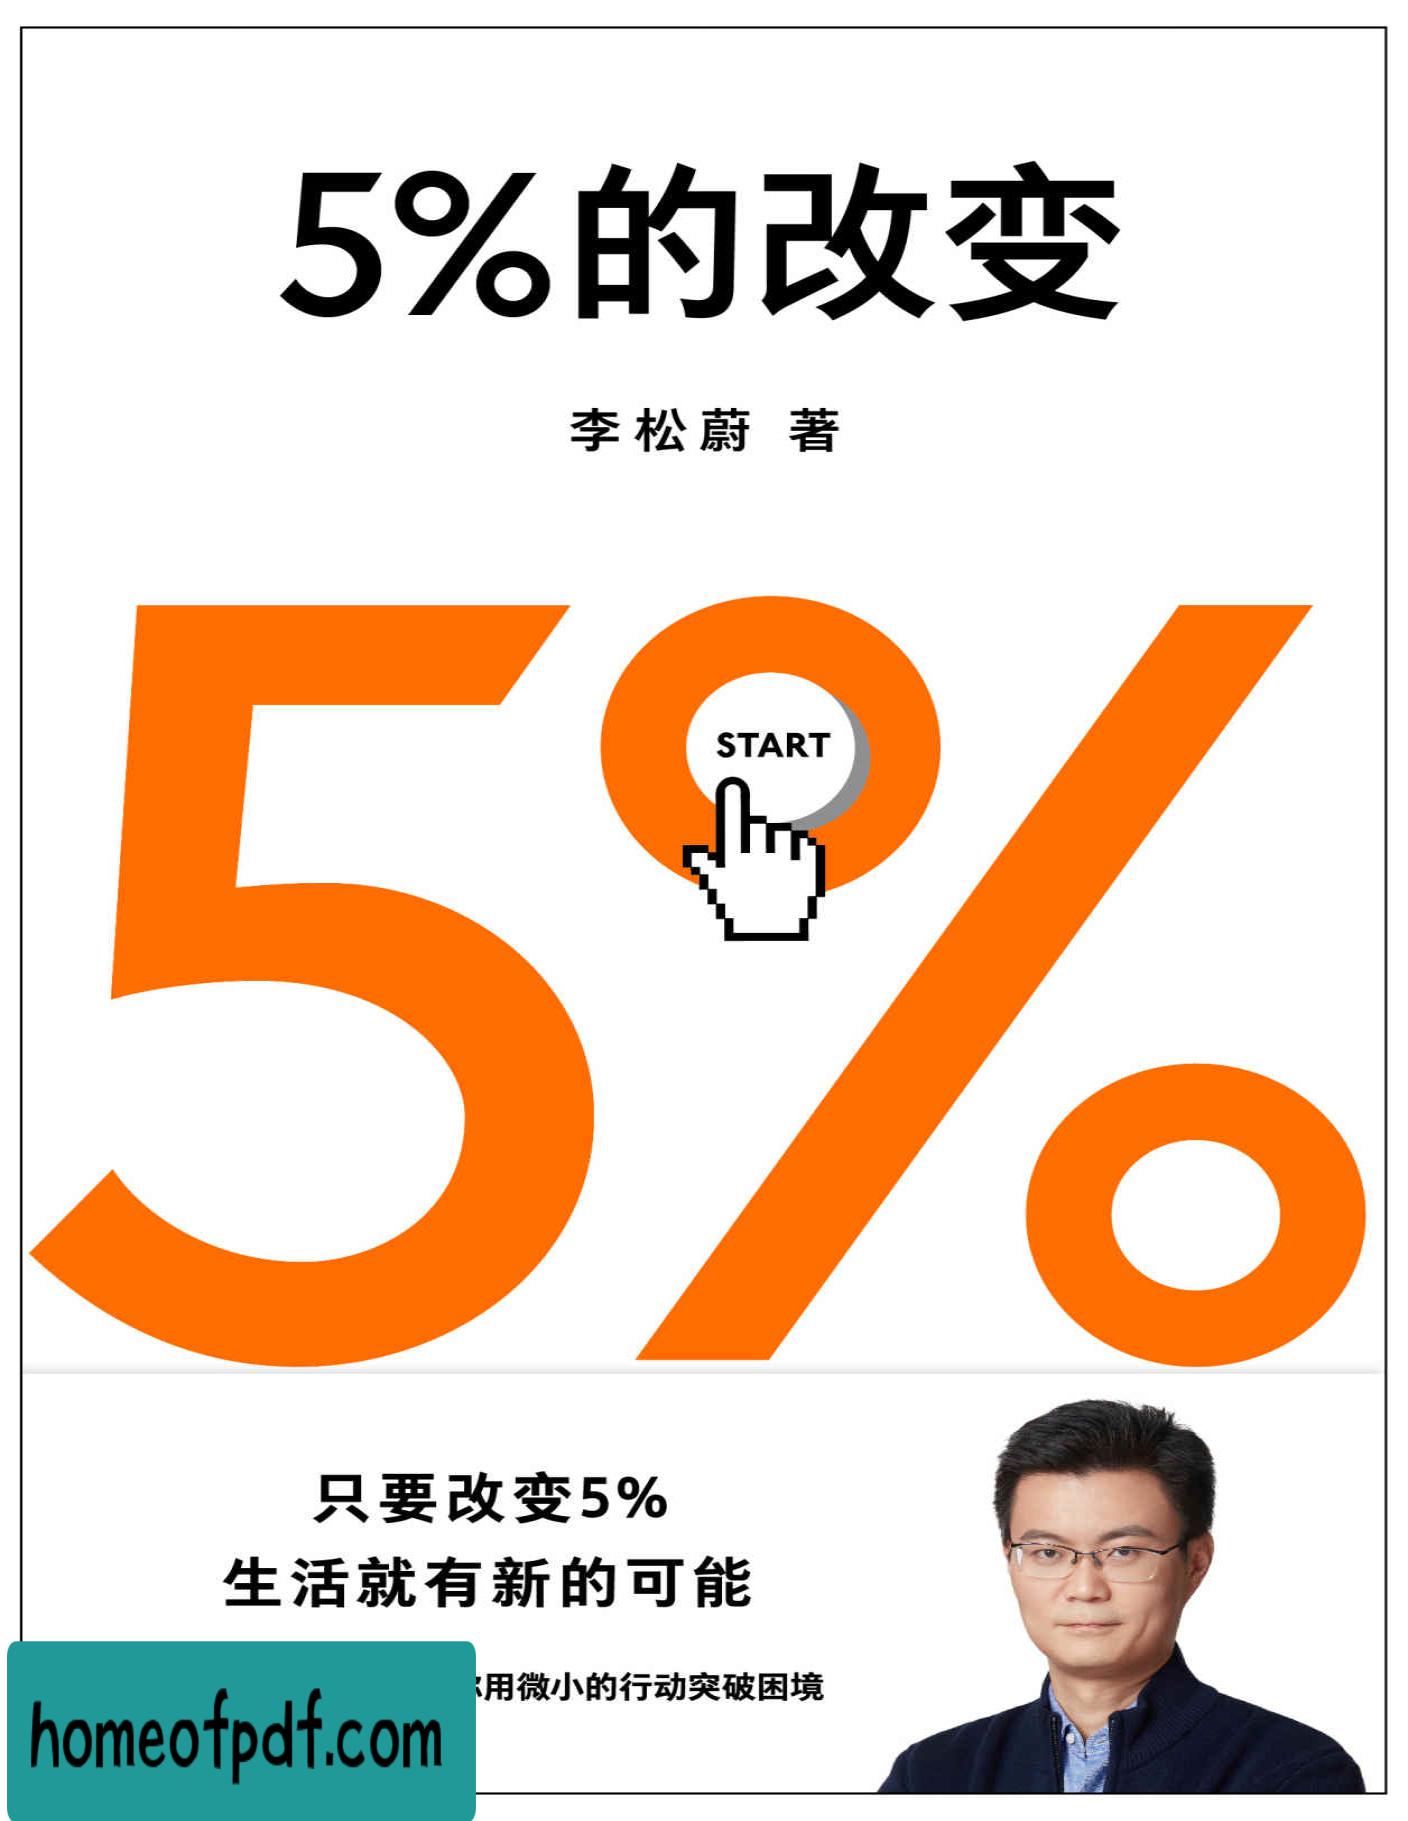 5%的改变
李松蔚 著
5%
START
只要改变5%
生活就有新的可能
用微小的行动突破困境
homeofpdf.com